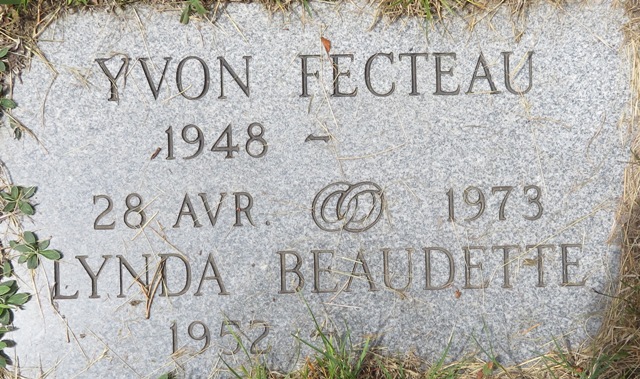 YVON FECTEAU
1948 -
28 AVR. 1973
LYNDA BEAUDETTE
1952